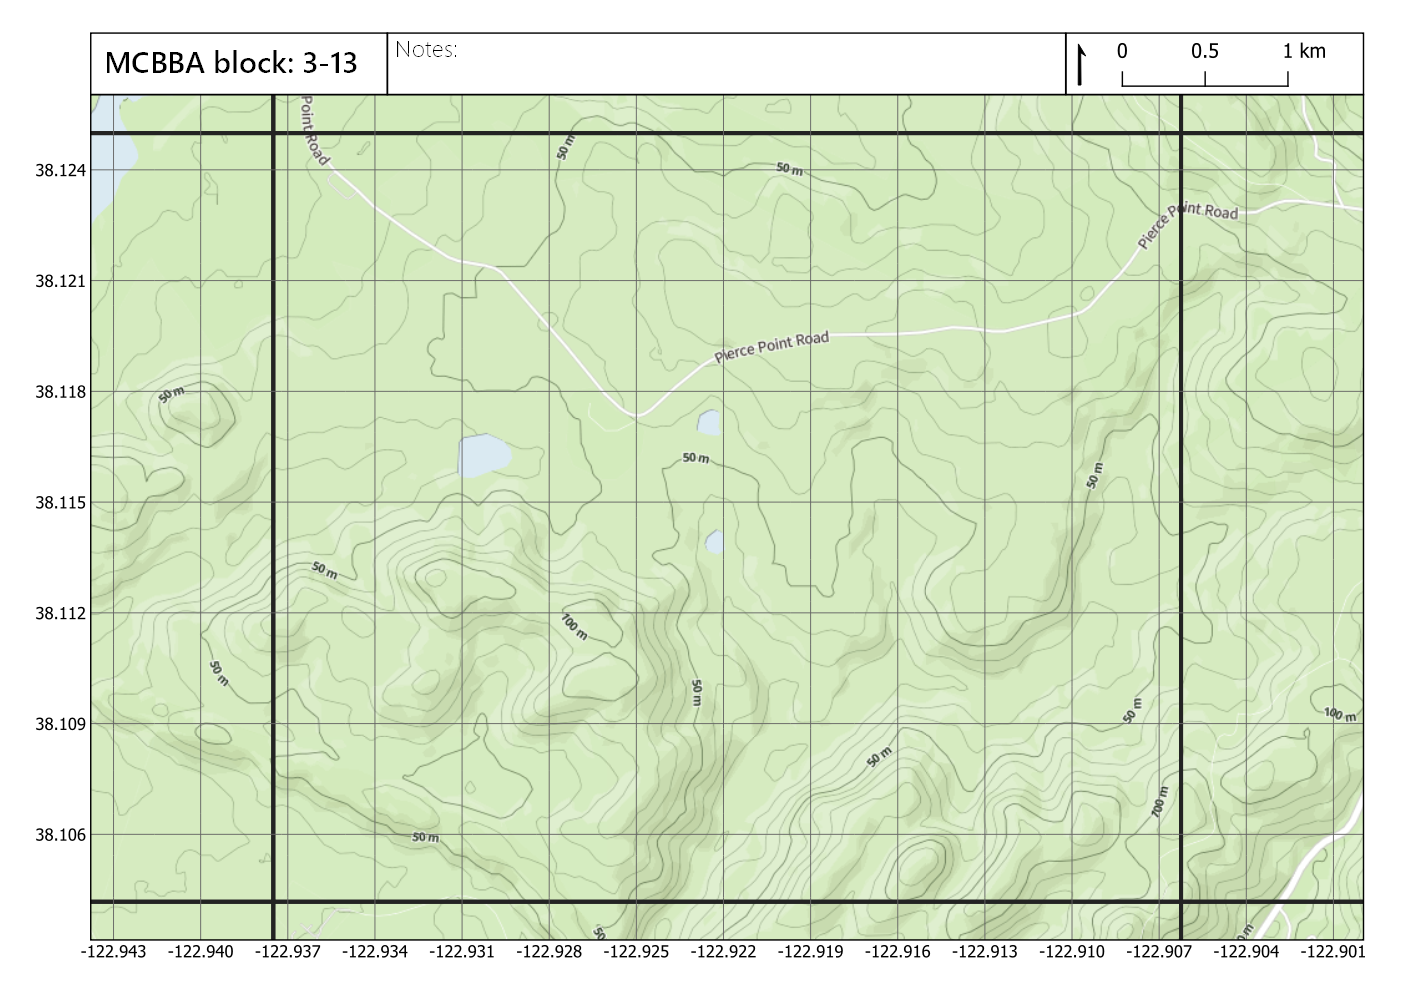 MCBBA block: 3-13
Notes:
0 0.5 1 km
Point Road
50 m
50 m
38.124
Pierce Point Road
38.121
Pierce Point Road
38.118
50 m
50 m
50 m
38.115
50 m
38.112
100 m
50 m
50 m
38.109
50 m
100 m
50 m
100 m
38.106
50 m
50
0 m
-122.943 -122.940 -122.937 -122.934 -122.931 -122.928 -122.925 -122.922 -122.919 -122.916 -122.913 -122.910 -122.907 -122.904 -122.901